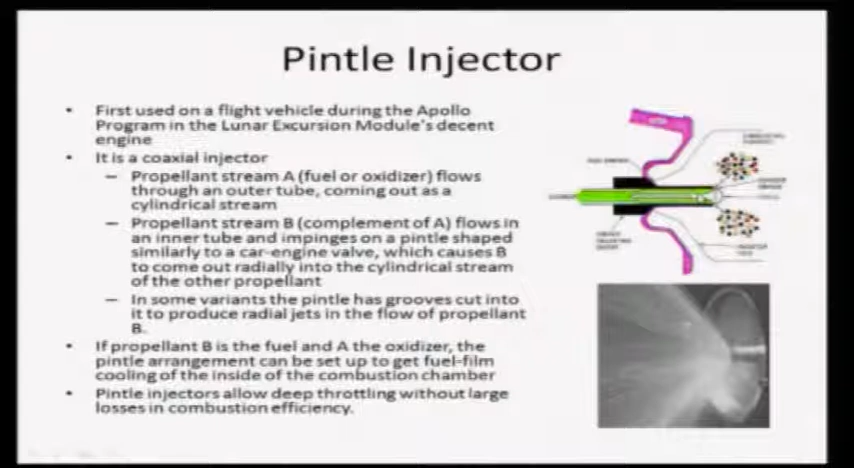 Pintle Injector
• First used on a flight vehicle during the Apollo
Program in the Lunar Excursion Module's decent
engine
• It is a coaxial injector
– Propellant stream A (fuel or oxidizer) flows
through an outer tube, coming out as a
cylindrical stream
– Propellant stream B (complement of A) flows in
an inner tube and impinges on a pintle shaped
similarly to a car-engine valve, which causes B
to come out radially into the cylindrical stream
of the other propellant
– In some variants the pintle has grooves cut into
it to produce radial jets in the flow of propellant
B.
• If propellant B is the fuel and A the oxidizer, the
pintle arrangement can be set up to get fuel-film
cooling of the inside of the combustion chamber
• Pintle injectors allow deep throttling without large
losses in combustion efficiency.